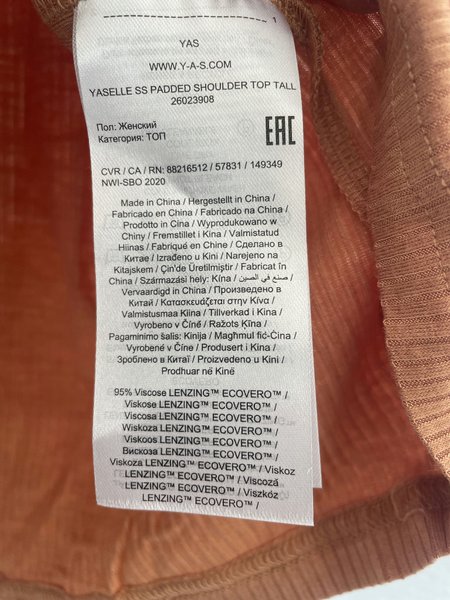 1
YAS
WWW.Y-A-S.COM
YASELLE SS PADDED SHOULDER TOP TALL
26023908
Пол: Женский
Категория: ТОП
EAC
CVR / CA / RN: 88216512 / 57831 / 149349
NWI-SBO 2020
Made in China / Hergestellt in China /
Fabricado en China / Fabricado na China /
Prodotto in Cina / Wyprodukowano w
Chiny / Fremstillet i Kina / Valmistatud
Hiinas / Fabriqué en Chine / Сделано в
Китае / Izrađeno u Kini / Narejeno na
Kitajskem / Çin'de Üretilmiştir / Fabricat în
China / Származási hely: Kína / صنع في الصين /
Vervaardigd in China / Произведено в
Китай / Κατασκευάζεται στην Κίνα /
Valmistusmaa Kiina / Tillverkad i Kina /
Vyrobeno v Číně / Ražots Ķīna /
Pagaminimo šalis: Kinija / Maghmul fiċ-Ċina /
Vyrobené v Číne / Produsert i Kina /
Зроблено в Китаї / Proizvedeno u Kini /
Prodhuar në Kinë
95% Viscose LENZING™ ECOVERO™ /
Viskose LENZING™ ECOVERO™ /
Viscosa LENZING™ ECOVERO™ /
Wiskoza LENZING™ ECOVERO™ /
Viskoos LENZING™ ECOVERO™ /
Вискоза LENZING™ ECOVERO™ /
Viskoza LENZING™ ECOVERO™ / Viskoz
LENZING™ ECOVERO™ / Viscoză
LENZING™ ECOVERO™ / Viszkóz
LENZING™ ECOVERO™ /